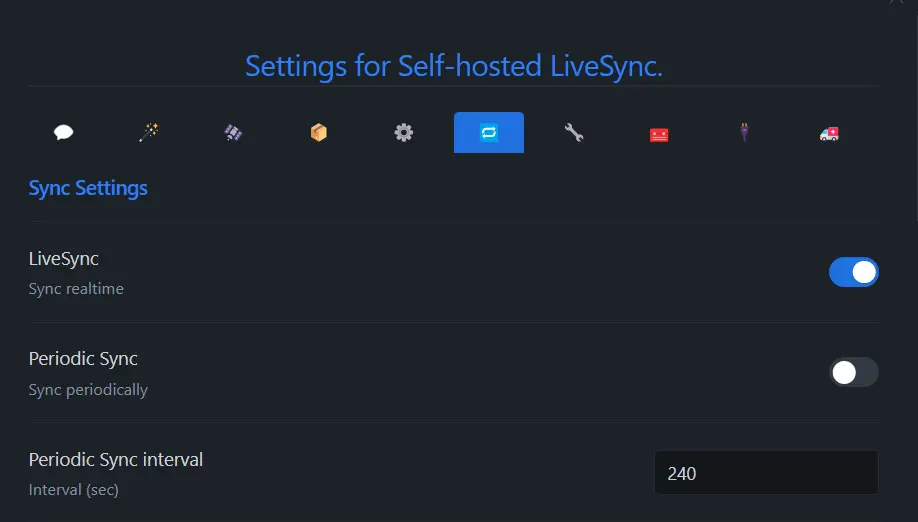 Settings for Self-hosted LiveSync.
Sync Settings
LiveSync
Sync realtime
Periodic Sync
Sync periodically
Periodic Sync interval
240
Interval (sec)